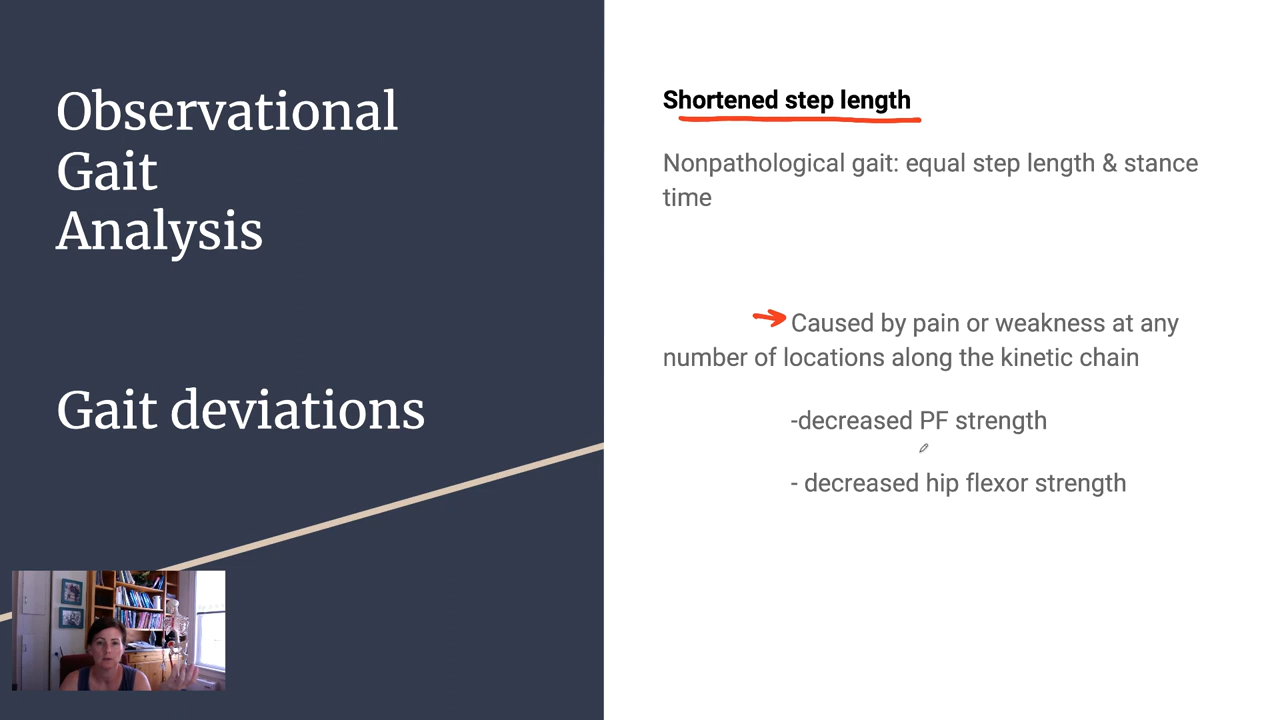 Observational
Gait
Analysis
Gait deviations
Shortened step length
Nonpathological gait: equal step length & stance
time
Caused by pain or weakness at any
number of locations along the kinetic chain
-decreased PF strength
- decreased hip flexor strength